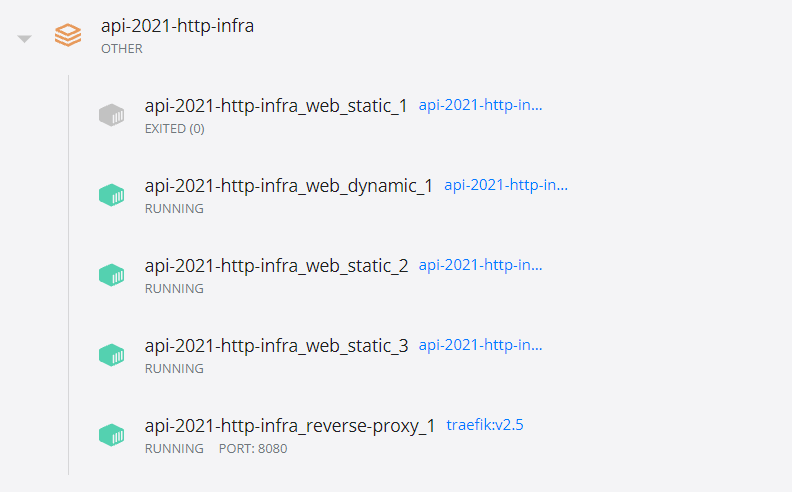 api-2021-http-infra
OTHER
api-2021-http-infra_web_static_1 api-2021-http-in...
EXITED (0)
api-2021-http-infra_web_dynamic_1 api-2021-http-in...
RUNNING
api-2021-http-infra_web_static_2 api-2021-http-in...
RUNNING
api-2021-http-infra_web_static_3 api-2021-http-in...
RUNNING
api-2021-http-infra_reverse-proxy_1 traefik:v2.5
RUNNING PORT: 8080